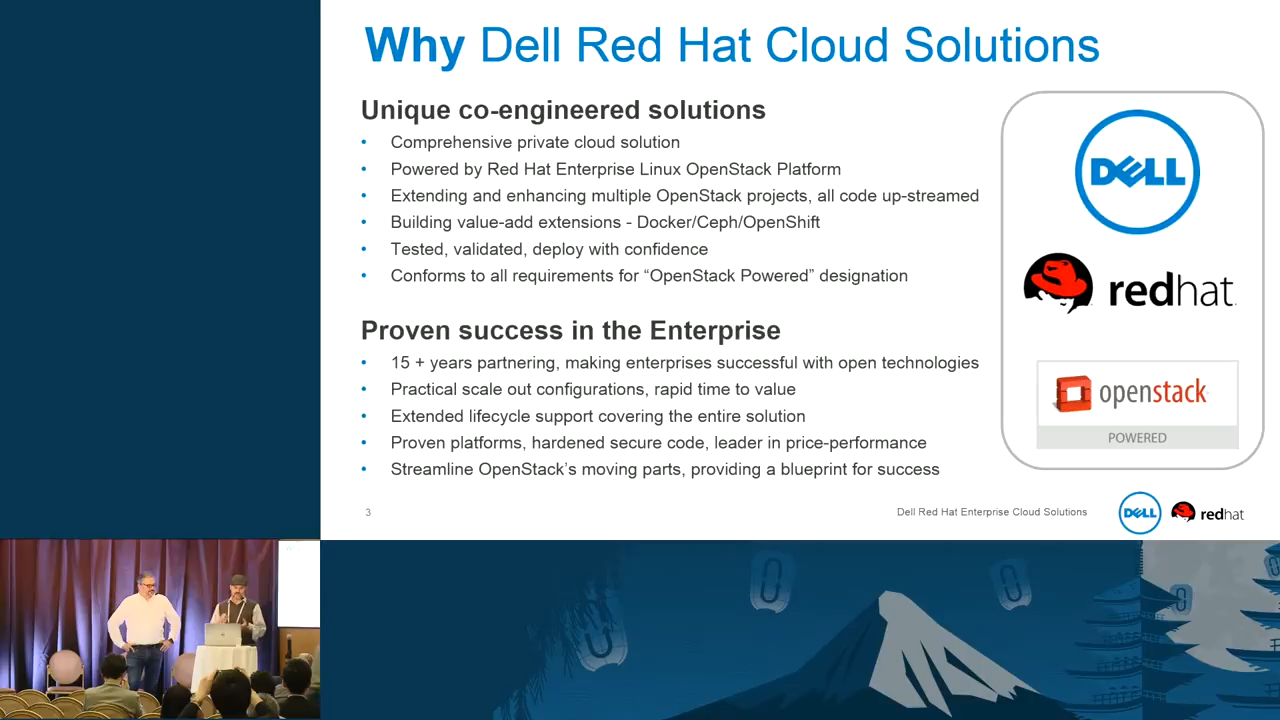 Why Dell Red Hat Cloud Solutions
Unique co-engineered solutions
• Comprehensive private cloud solution
• Powered by Red Hat Enterprise Linux OpenStack Platform
• Extending and enhancing multiple OpenStack projects, all code up-streamed
• Building value-add extensions - Docker/Ceph/OpenShift
• Tested, validated, deploy with confidence
• Conforms to all requirements for “OpenStack Powered” designation
Proven success in the Enterprise
• 15 + years partnering, making enterprises successful with open technologies
• Practical scale out configurations, rapid time to value
• Extended lifecycle support covering the entire solution
• Proven platforms, hardened secure code, leader in price-performance
• Streamline OpenStack’s moving parts, providing a blueprint for success
DELL
redhat
openstack
POWERED
3
Dell Red Hat Enterprise Cloud Solutions
DELL
redhat